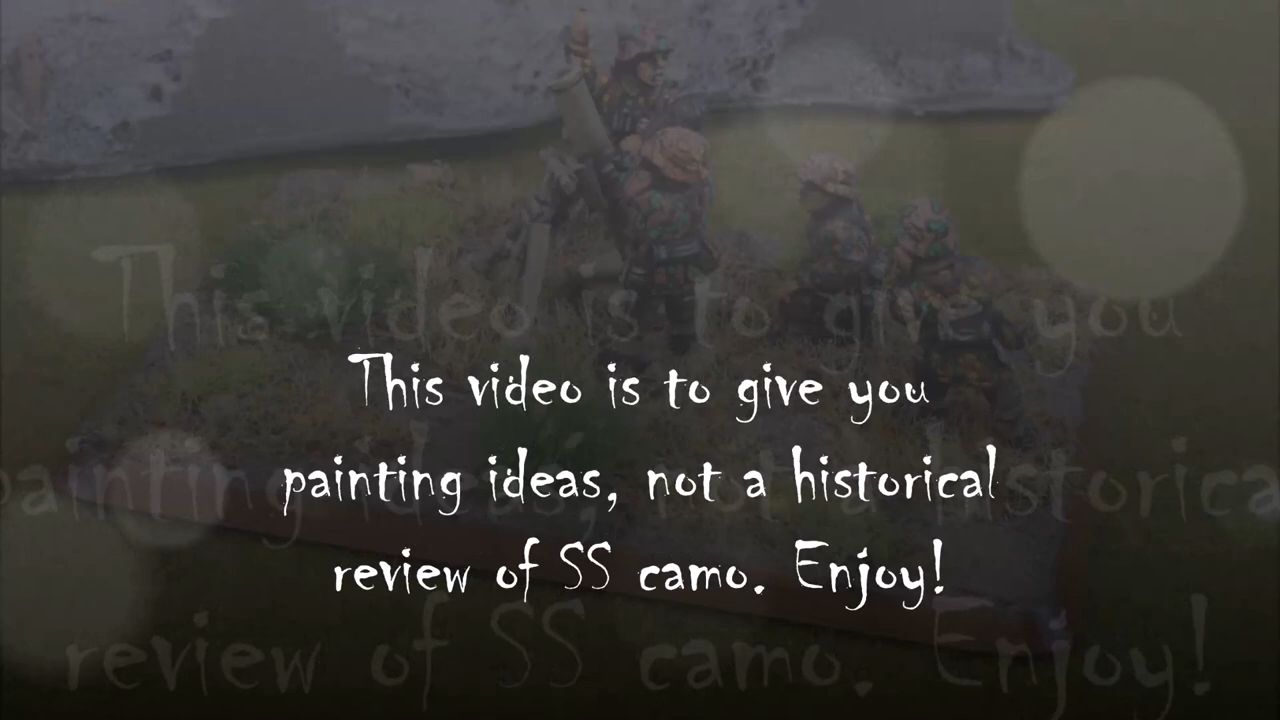 This video is to give you
painting ideas, not a historical
review of SS camo. Enjoy!